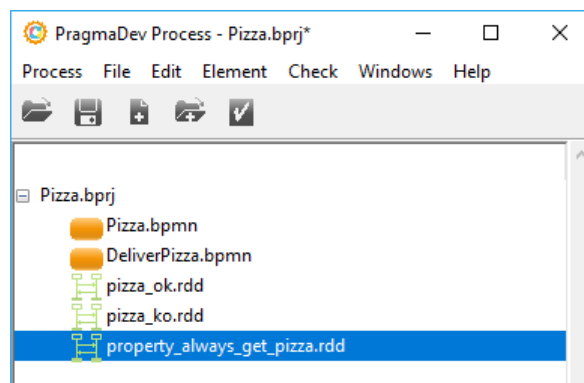 PragmaDev Process - Pizza.bprj*
Process File Edit Element Check Windows Help
Pizza.bprj
Pizza.bpmn
DeliverPizza.bpmn
pizza_ok.rdd
pizza_ko.rdd
property_always_get_pizza.rdd